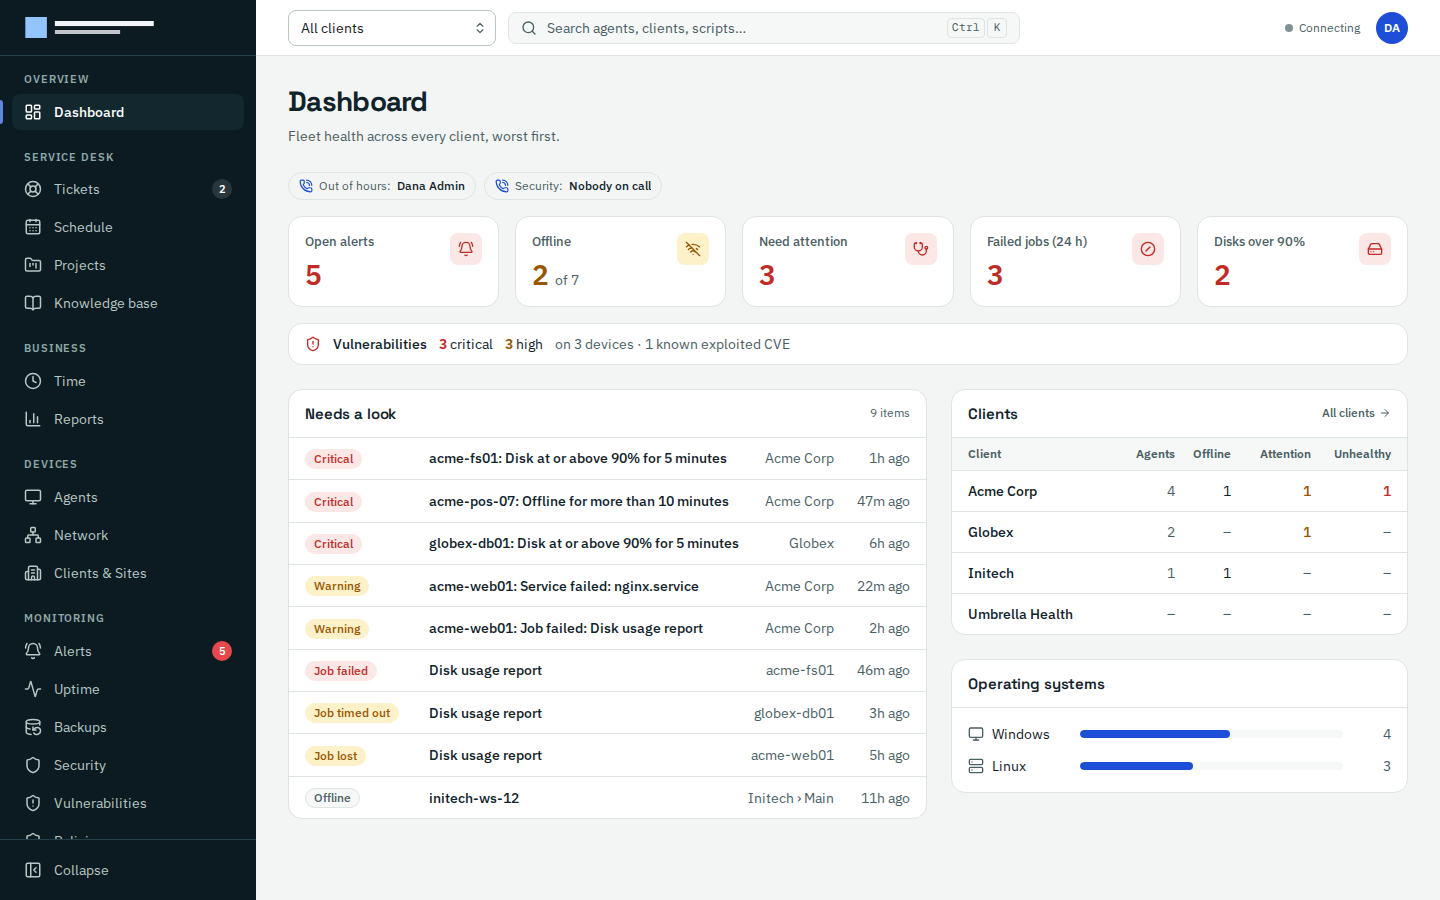 All clients
Search agents, clients, scripts...
Ctrl K
Connecting
DA
OVERVIEW
Dashboard
SERVICE DESK
Tickets 2
Schedule
Projects
Knowledge base
BUSINESS
Time
Reports
DEVICES
Agents
Network
Clients & Sites
MONITORING
Alerts 5
Uptime
Backups
Security
Vulnerabilities
Collapse
Dashboard
Fleet health across every client, worst first.
Out of hours: Dana Admin
Security: Nobody on call
Open alerts
5
Offline
2 of 7
Need attention
3
Failed jobs (24 h)
3
Disks over 90%
2
Vulnerabilities 3 critical 3 high on 3 devices · 1 known exploited CVE
Needs a look 9 items
Critical acme-fs01: Disk at or above 90% for 5 minutes Acme Corp 1h ago
Critical acme-pos-07: Offline for more than 10 minutes Acme Corp 47m ago
Critical globex-db01: Disk at or above 90% for 5 minutes Globex 6h ago
Warning acme-web01: Service failed: nginx.service Acme Corp 22m ago
Warning acme-web01: Job failed: Disk usage report Acme Corp 2h ago
Job failed Disk usage report acme-fs01 46m ago
Job timed out Disk usage report globex-db01 3h ago
Job lost Disk usage report acme-web01 5h ago
Offline initech-ws-12 Initech › Main 11h ago
Clients All clients →
Client Agents Offline Attention Unhealthy
Acme Corp 4 1 1 1
Globex 2 – 1 –
Initech 1 1 – –
Umbrella Health – – – –
Operating systems
Windows 4
Linux 3